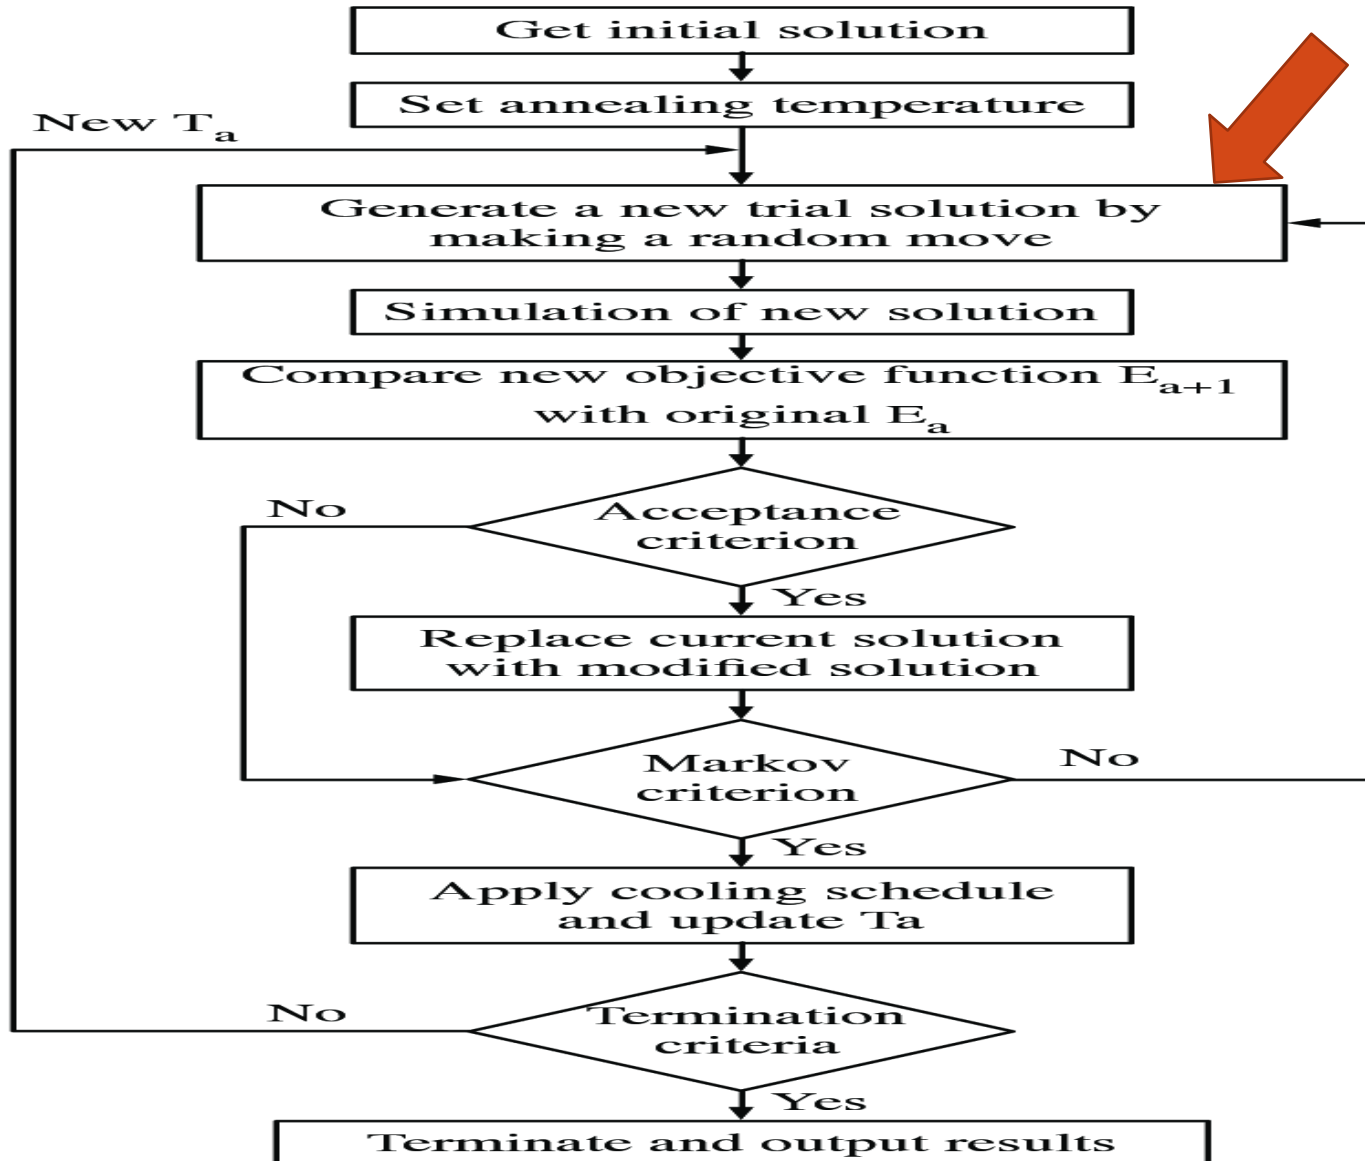 Get initial solution
Set annealing temperature
New Ta
Generate a new trial solution by
making a random move
Simulation of new solution
Compare new objective function Ea+1
with original Ea
No
Acceptance
criterion
Yes
Replace current solution
with modified solution
Markov
criterion
No
Yes
Apply cooling schedule
and update Ta
No
Termination
criteria
Yes
Terminate and output results